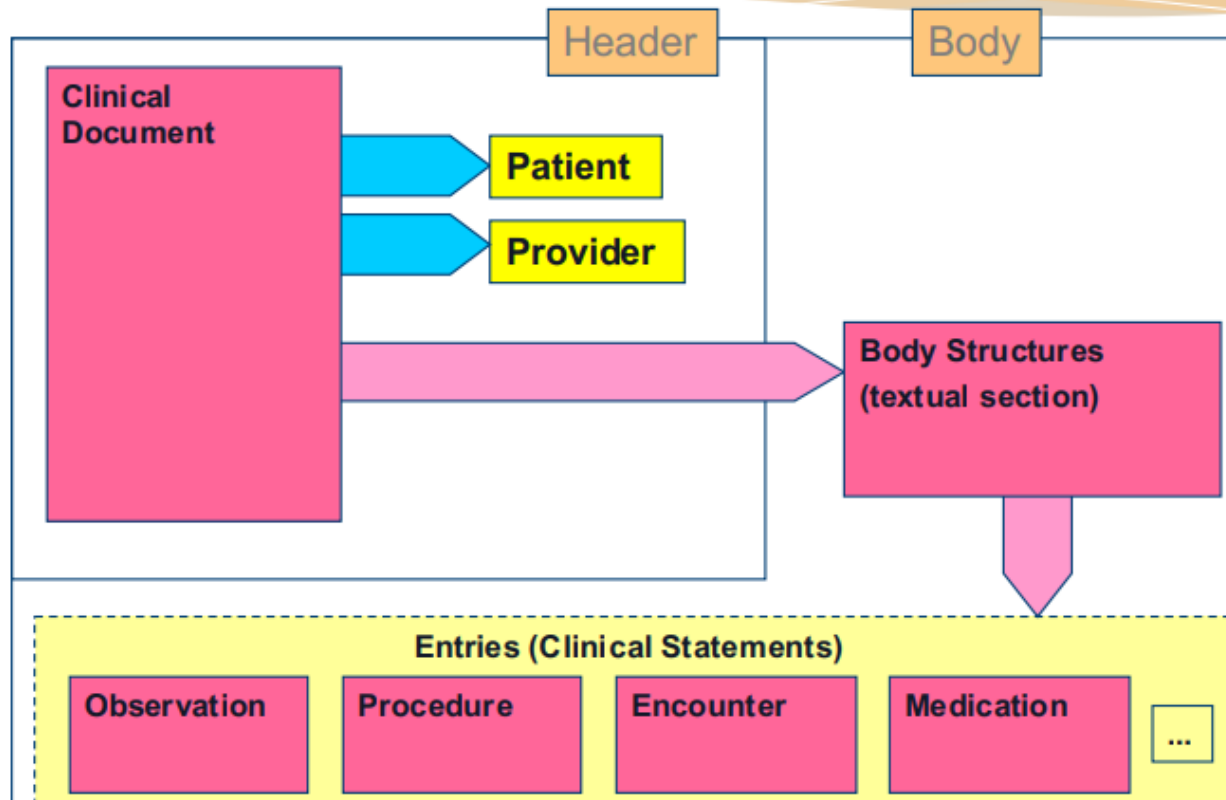 Header
Body
Clinical
Document
Patient
Provider
Body Structures
(textual section)
Entries (Clinical Statements)
Observation
Procedure
Encounter
Medication
...